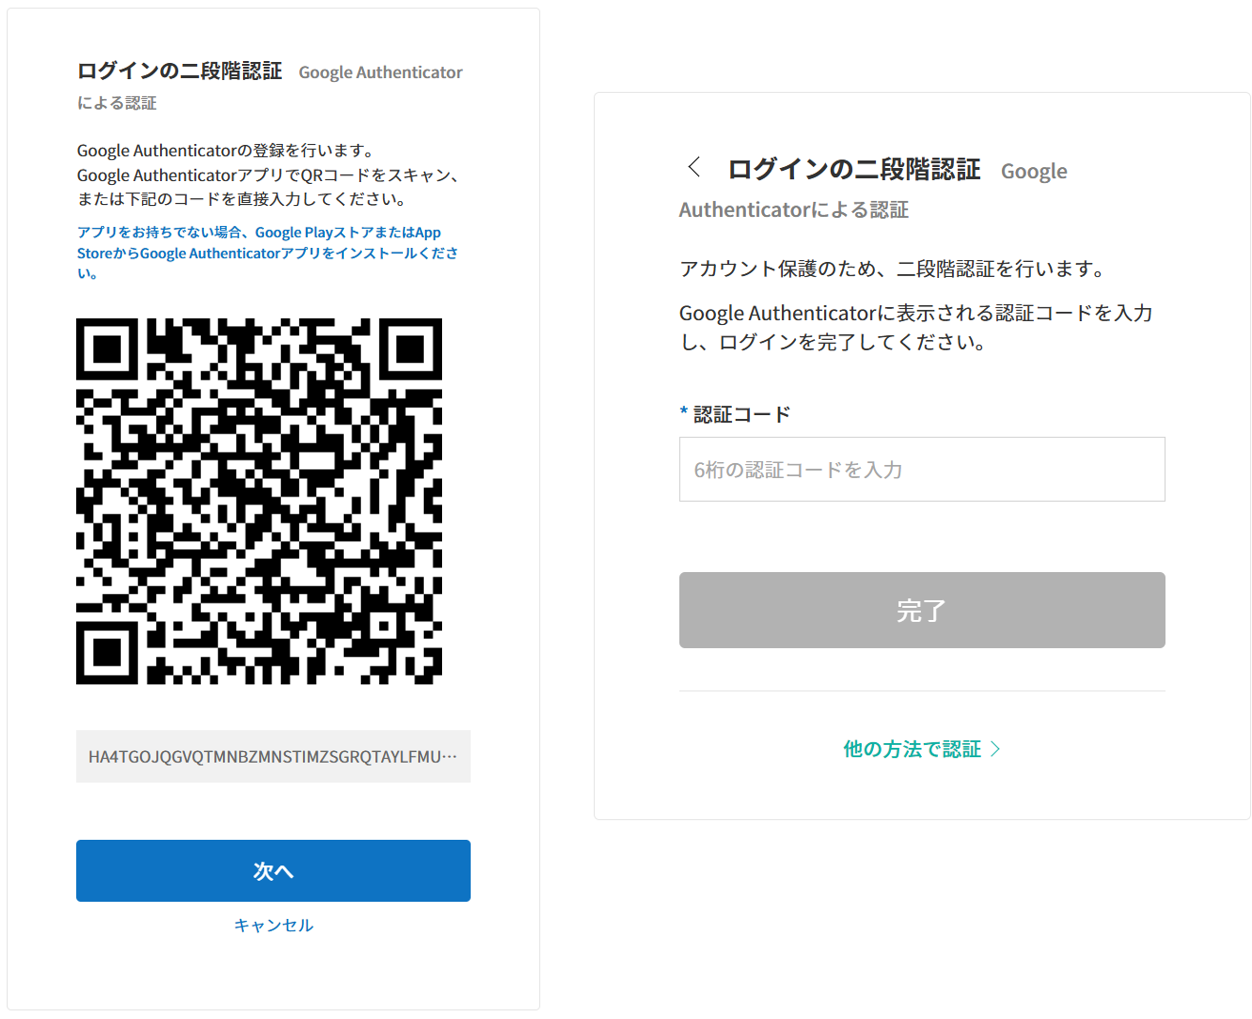 ログインの二段階認証 Google Authenticator
による認証
Google Authenticatorの登録を行います。
Google AuthenticatorアプリでQRコードをスキャン、
または下記のコードを直接入力してください。
アプリをお持ちでない場合、Google PlayストアまたはApp
StoreからGoogle Authenticatorアプリをインストールくださ
い。
HA4TGOJQGVQTMNBZMNSTIMZSGRQTAYLFMU…
次へ
キャンセル
ログインの二段階認証 Google
Authenticatorによる認証
アカウント保護のため、二段階認証を行います。
Google Authenticatorに表示される認証コードを入力
し、ログインを完了してください。
* 認証コード
6桁の認証コードを入力
完了
他の方法で認証